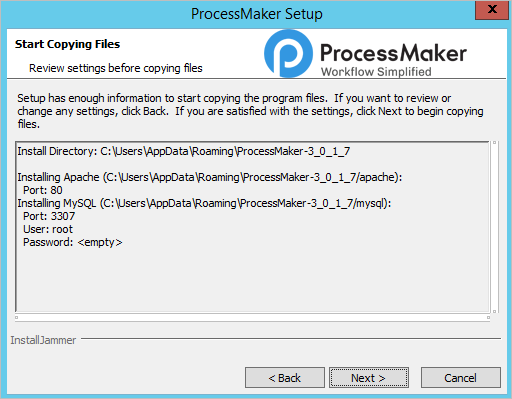 ProcessMaker Setup
X
Start Copying Files
Review settings before copying files
ProcessMaker
Workflow Simplified
Setup has enough information to start copying the program files. If you want to review or
change any settings, click Back. If you are satisfied with the settings, click Next to begin copying
files.
Install Directory: C:\Users\AppData\Roaming\ProcessMaker-3_0_1_7
Installing Apache (C:\Users\AppData\Roaming\ProcessMaker-3_0_1_7/apache):
Port: 80
Installing MySQL (C:\Users\AppData\Roaming\ProcessMaker-3_0_1_7/mysql):
Port: 3307
User: root
Password: <empty>
InstallJammer
< Back
Next >
Cancel